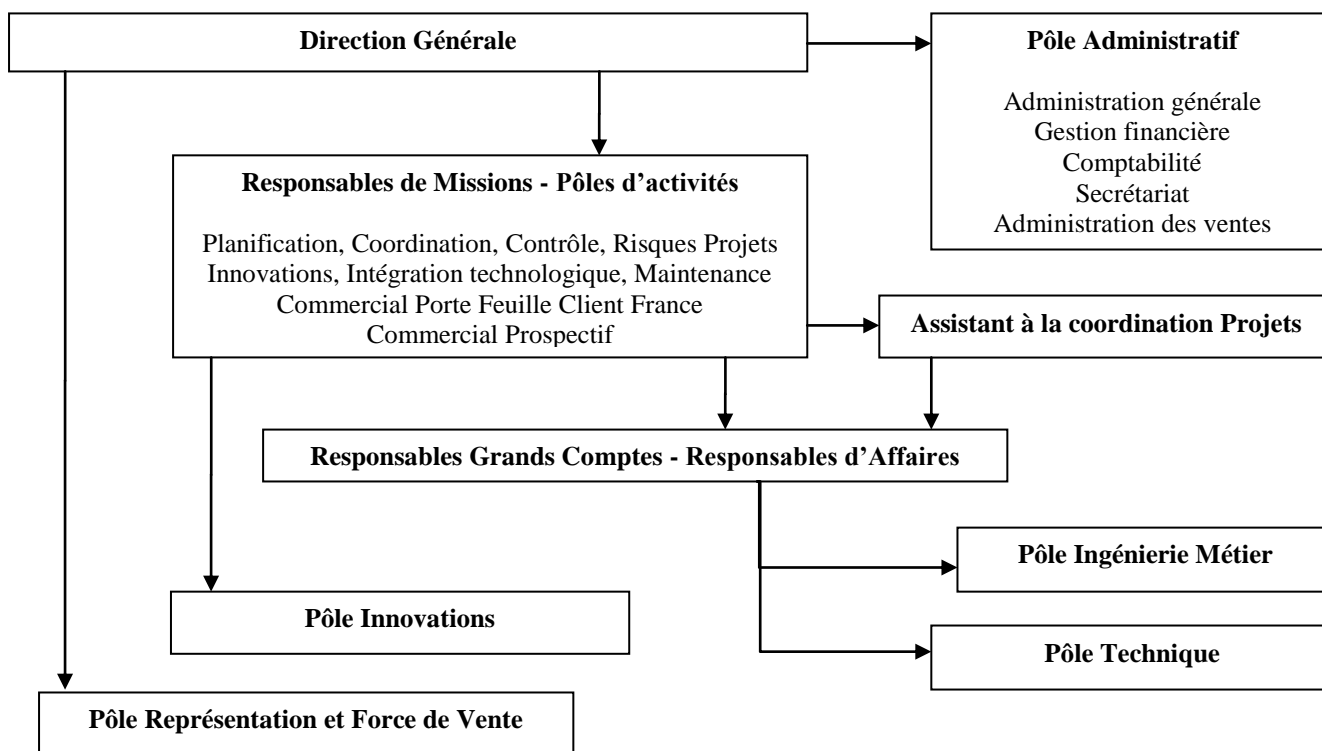 Direction Générale
Pôle Administratif
Administration générale
Gestion financière
Comptabilité
Secrétariat
Administration des ventes
Responsables de Missions - Pôles d’activités
Planification, Coordination, Contrôle, Risques Projets
Innovations, Intégration technologique, Maintenance
Commercial Porte Feuille Client France
Commercial Prospectif
Assistant à la coordination Projets
Responsables Grands Comptes - Responsables d’Affaires
Pôle Ingénierie Métier
Pôle Innovations
Pôle Technique
Pôle Représentation et Force de Vente